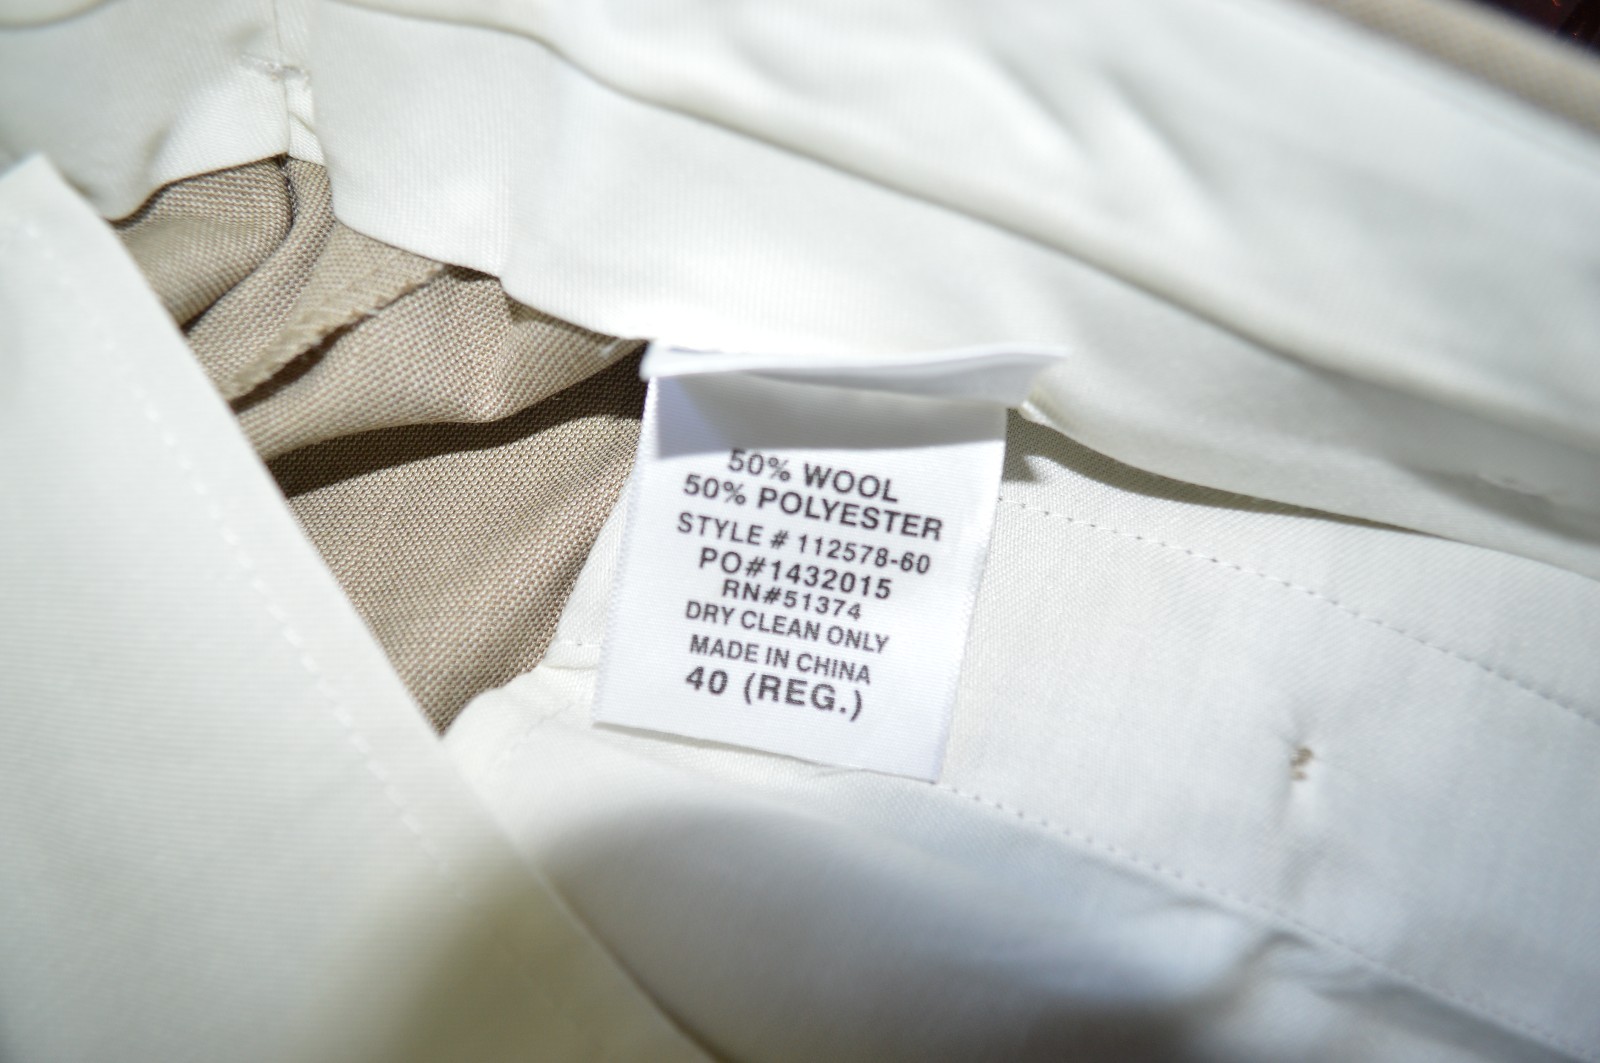 50% WOOL
50% POLYESTER
STYLE # 112578-60
PO#1432015
RN#51374
DRY CLEAN ONLY
MADE IN CHINA
40 (REG.)